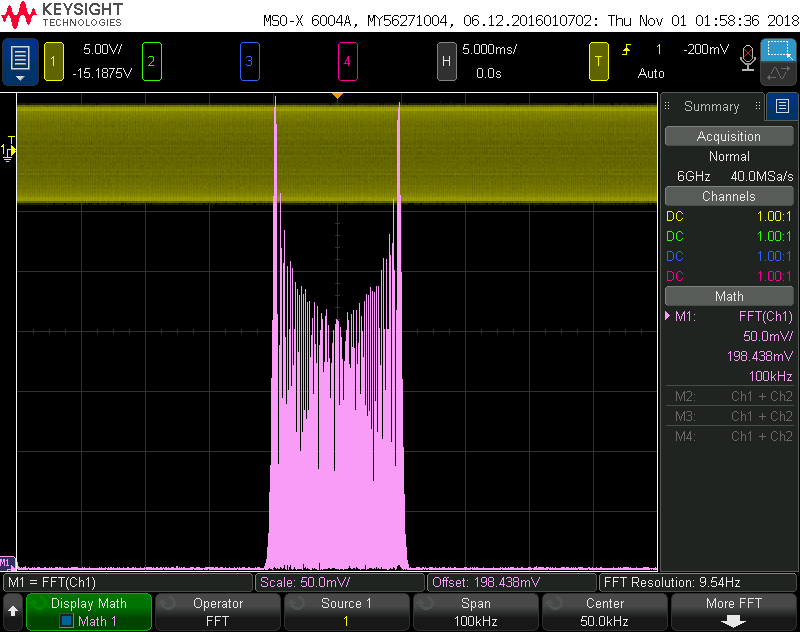 KEYSIGHT
TECHNOLOGIES
MSO-X 6004A, MY56271004, 06.12.2016010702: Thu Nov 01 01:58:36 2018
1 5.00V/ 2 3 4 H 5.000ms/ T 1 -200mV
-15.1875V 0.0s Auto
T
1
M1
Summary
Acquisition
Normal
6GHz 40.0MSa/s
Channels
DC 1.00:1
DC 1.00:1
DC 1.00:1
DC 1.00:1
Math
M1: FFT(Ch1)
50.0mV/
198.438mV
100kHz
M2: Ch1 + Ch2
M3: Ch1 + Ch2
M4: Ch1 + Ch2
M1 = FFT(Ch1) Scale: 50.0mV/ Offset: 198.438mV FFT Resolution: 9.54Hz
Display Math Operator Source 1 Span Center More FFT
Math 1 FFT 1 100kHz 50.0kHz